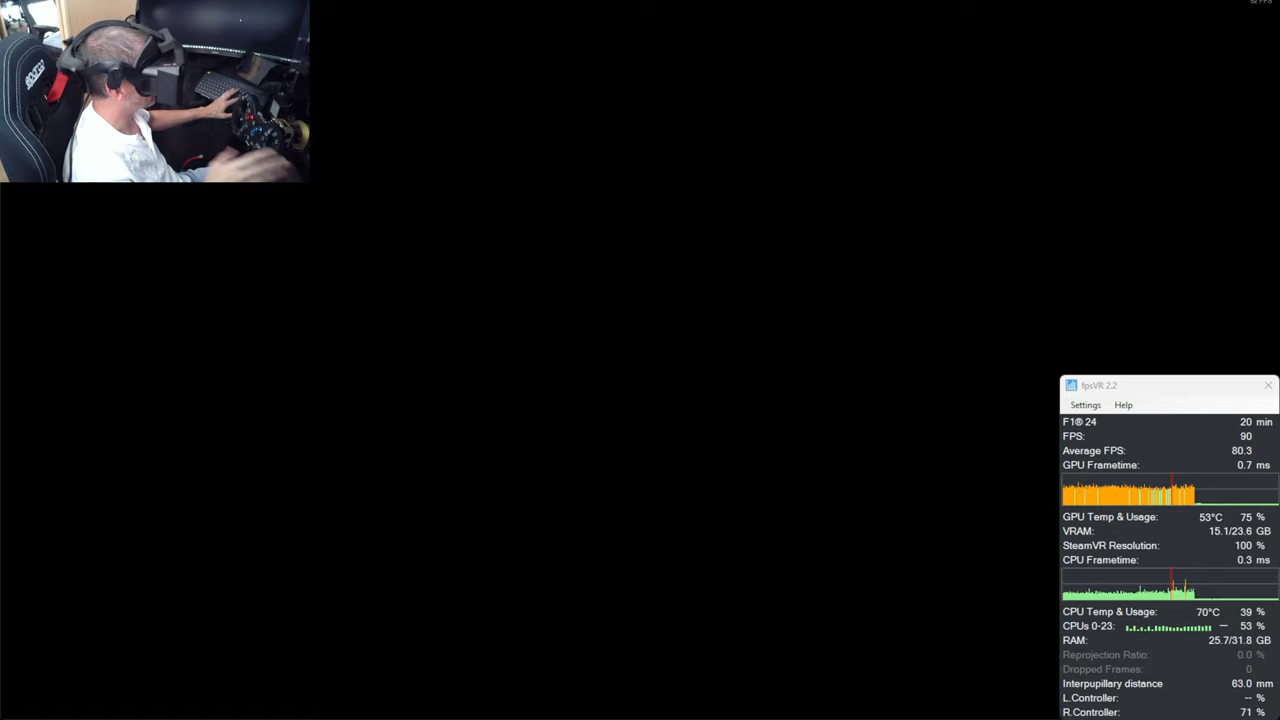 52 FPS
sparco
fpsVR 2.2
Settings Help
F1® 24 20 min
FPS: 90
Average FPS: 80.3
GPU Frametime: 0.7 ms
GPU Temp & Usage: 53°C 75 %
VRAM: 15.1/23.6 GB
SteamVR Resolution: 100 %
CPU Frametime: 0.3 ms
CPU Temp & Usage: 70°C 39 %
CPUs 0-23: — 53 %
RAM: 25.7/31.8 GB
Reprojection Ratio: 0.0 %
Dropped Frames: 0
Interpupillary distance 63.0 mm
L.Controller: -- %
R.Controller: 71 %